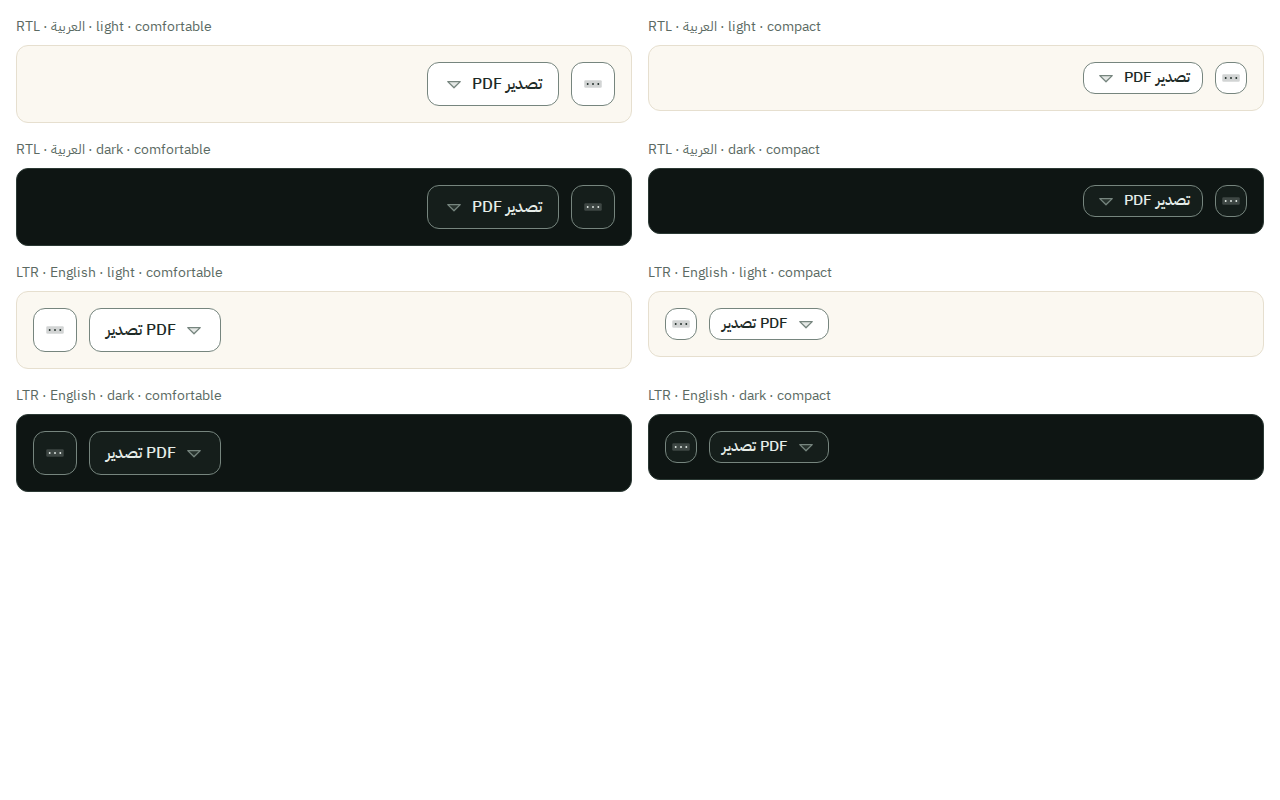 RTL · العربية · light · comfortable
تصدير PDF
RTL · العربية · light · compact
تصدير PDF
RTL · العربية · dark · comfortable
تصدير PDF
RTL · العربية · dark · compact
تصدير PDF
LTR · English · light · comfortable
تصدير PDF
LTR · English · light · compact
تصدير PDF
LTR · English · dark · comfortable
تصدير PDF
LTR · English · dark · compact
تصدير PDF